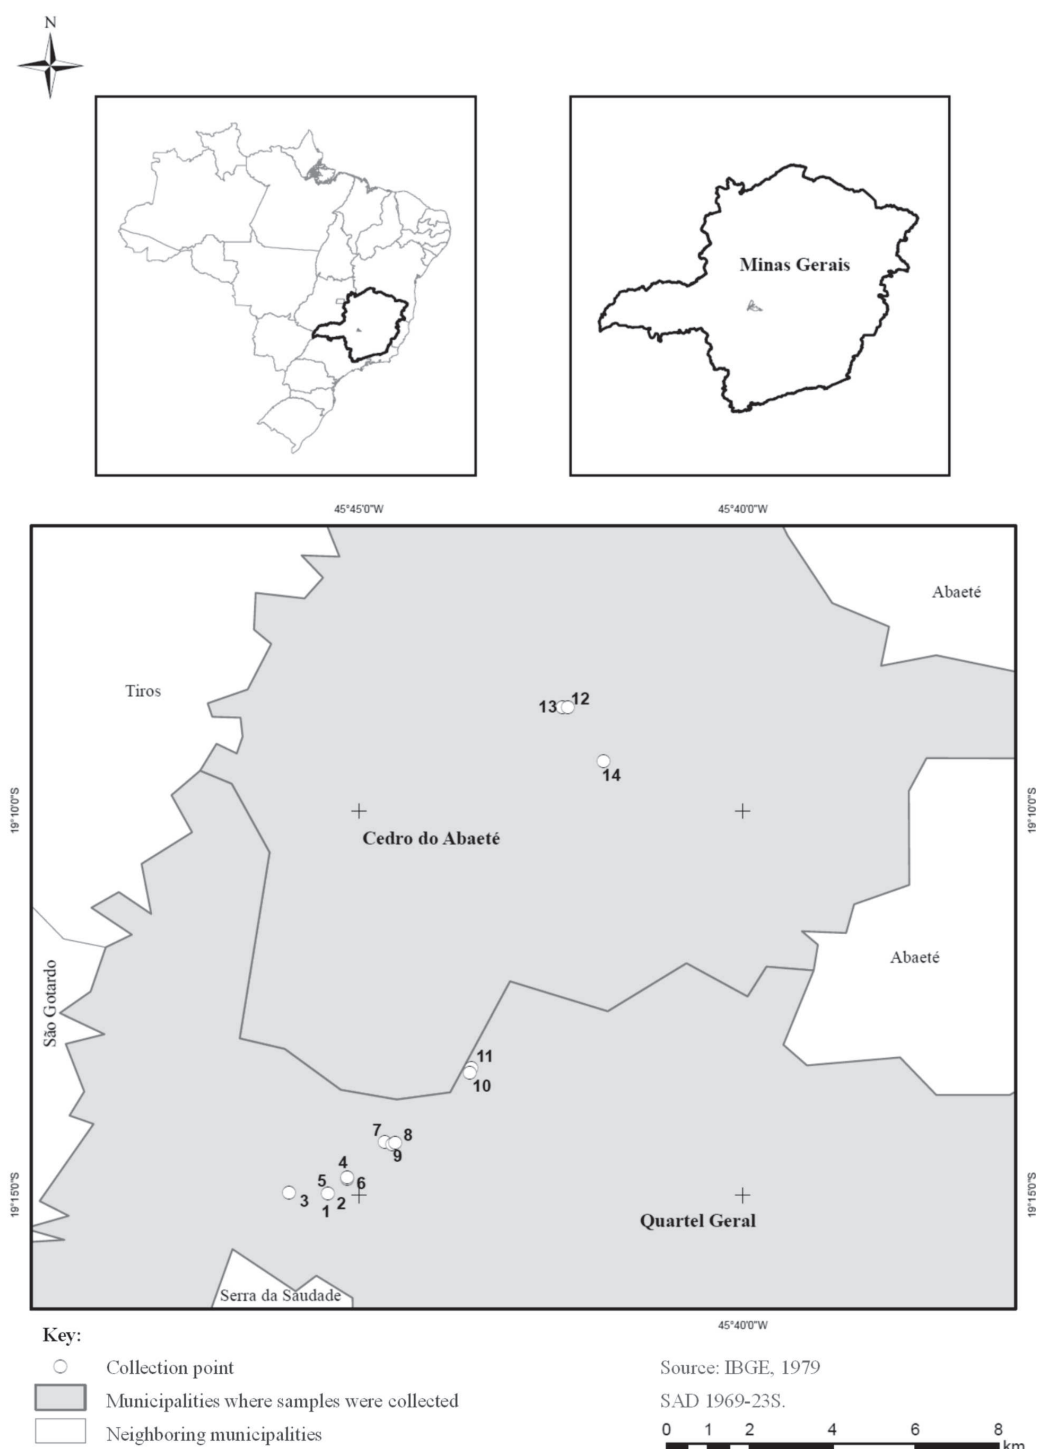 N
Minas Gerais
45°45'0"W
45°40'0"W
Abaeté
Tiros
13
12
14
19°10'0"S
19°10'0"S
Cedro do Abaeté
Abaeté
São Gotardo
11
10
7
8
9
4
5
6
3
2
1
19°15'0"S
19°15'0"S
Quartel Geral
Serra da Saudade
45°40'0"W
Key:
Collection point
Municipalities where samples were collected
Neighboring municipalities
Source: IBGE, 1979
SAD 1969-23S.
0 1 2 4 6 8
km